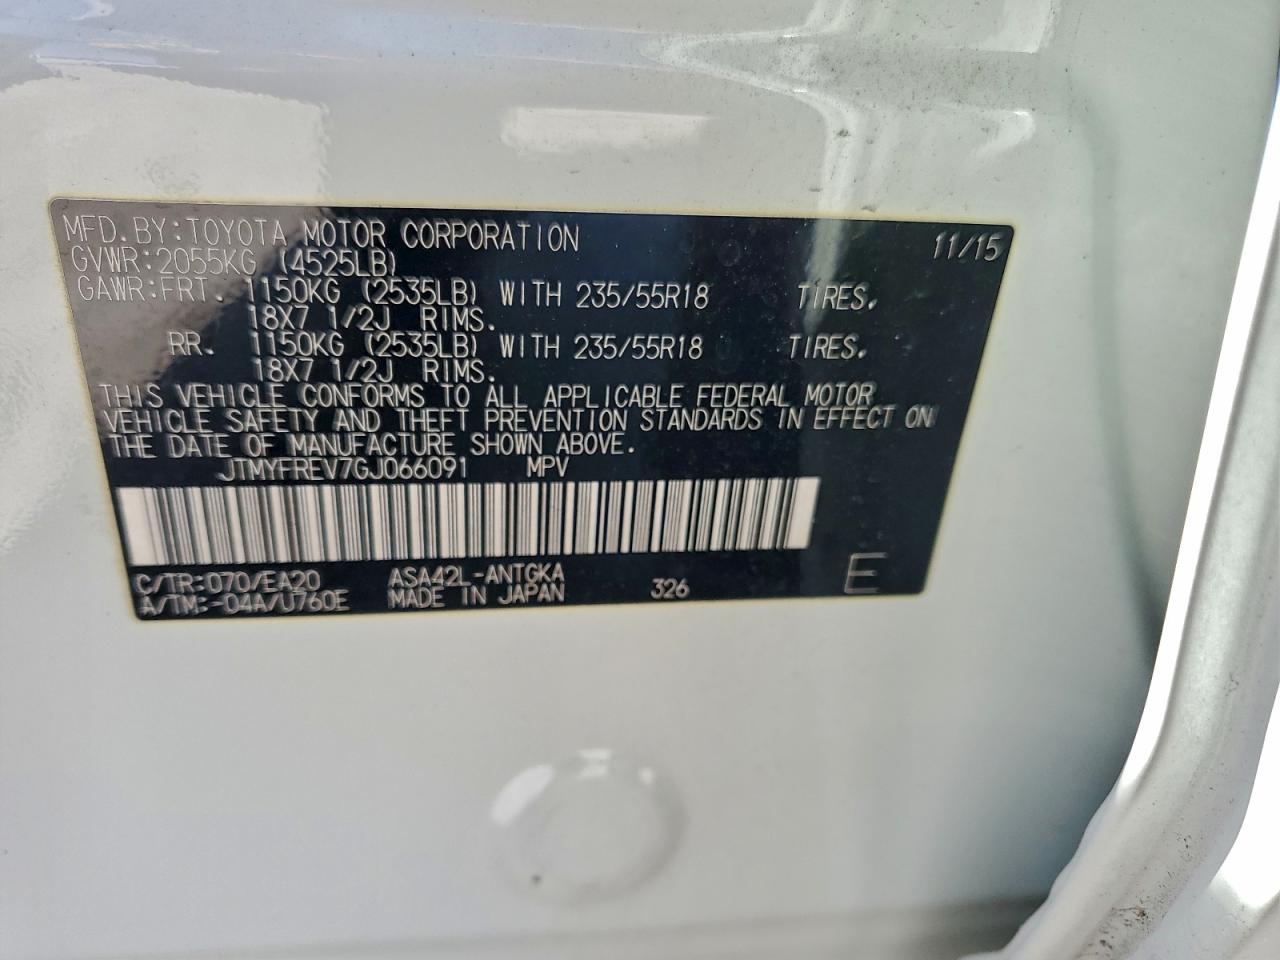 MFD.BY:TOYOTA MOTOR CORPORATION 11/15
GVWR:2055KG (4525LB)
GAWR:FRT. 1150KG (2535LB) WITH 235/55R18 TIRES.
18X7 1/2J RIMS.
RR. 1150KG (2535LB) WITH 235/55R18 TIRES.
18X7 1/2J RIMS.
THIS VEHICLE CONFORMS TO ALL APPLICABLE FEDERAL MOTOR
VEHICLE SAFETY AND THEFT PREVENTION STANDARDS IN EFFECT ON
THE DATE OF MANUFACTURE SHOWN ABOVE.
JTMYFREV7GJ066091 MPV
C/TR:070/EA20 ASA42L-ANTGKA 326 E
A/TM:-04A/U760E MADE IN JAPAN